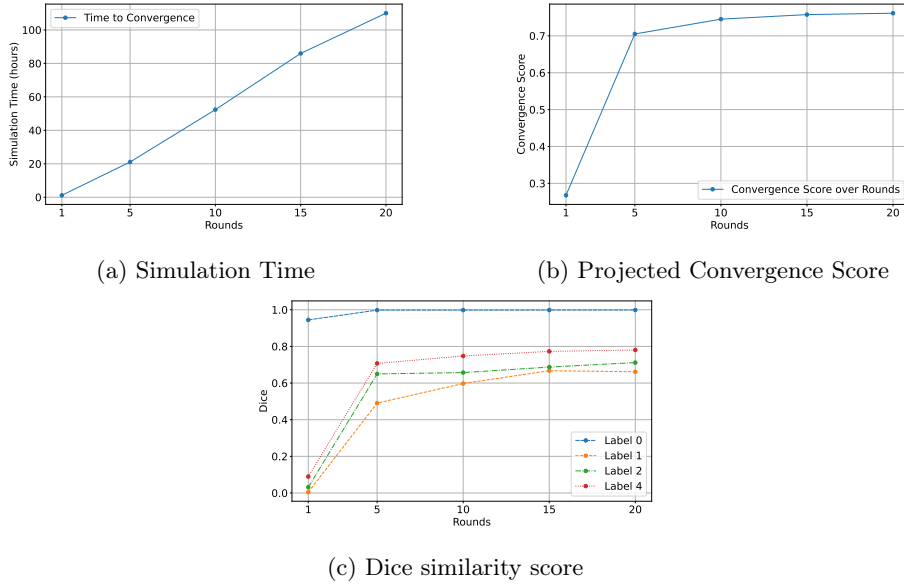 Time to Convergence
100
80
60
40
20
0
Simulation Time (hours)
1 5 10 15 20
Rounds
(a) Simulation Time
0.7
0.6
0.5
0.4
0.3
Convergence Score
Convergence Score over Rounds
1 5 10 15 20
Rounds
(b) Projected Convergence Score
1.0
0.8
0.6
0.4
0.2
0.0
Dice
Label 0
Label 1
Label 2
Label 4
1 5 10 15 20
Rounds
(c) Dice similarity score